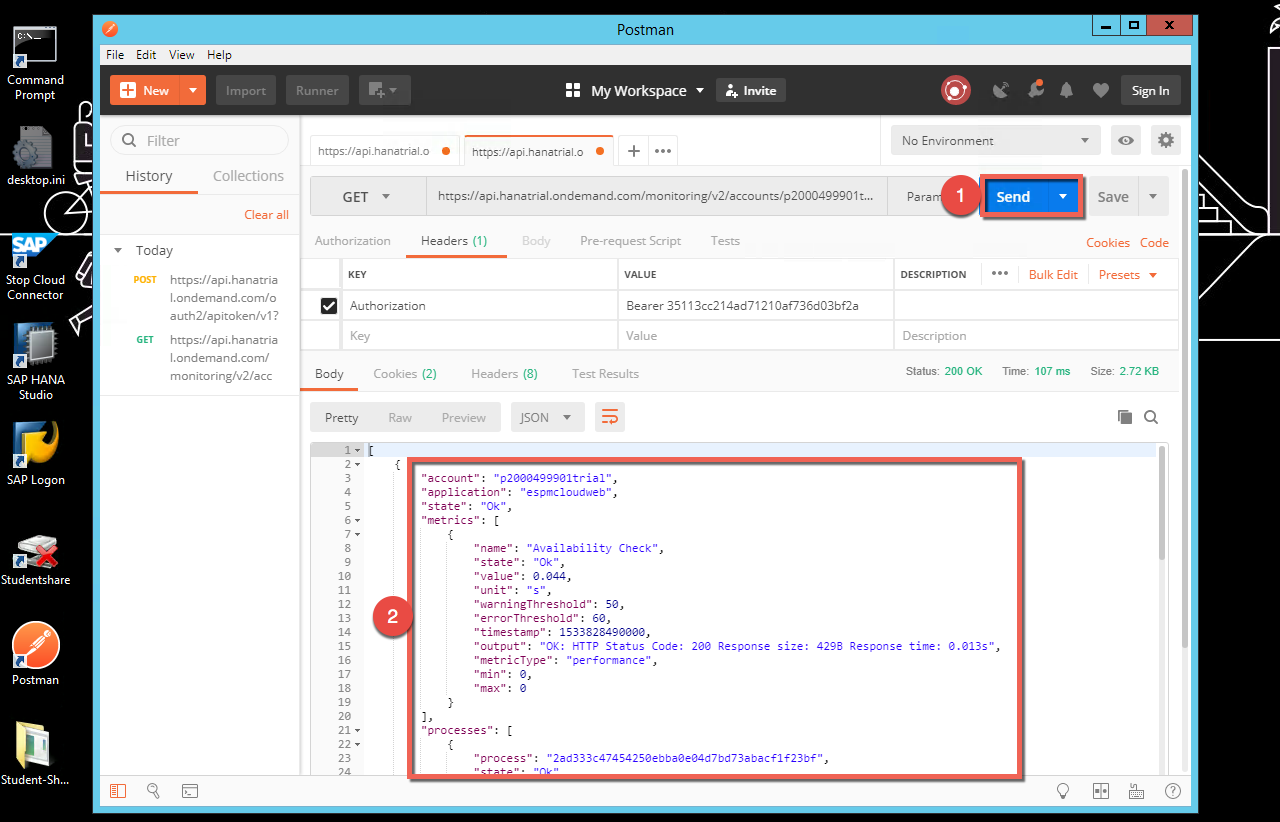 Postman
File Edit View Help
New Import Runner My Workspace Invite Sign In
C:\
Command
Prompt
desktop.ini
SAP
Stop Cloud
Connector
SAP HANA
Studio
SAP Logon
Studentshare
Postman
Student-Sh...
Filter
History Collections
Clear all
Today
POST https://api.hanatria
l.ondemand.com/o
auth2/apitoken/v1?
GET https://api.hanatria
l.ondemand.com/
monitoring/v2/acc
https://api.hanatrial.o https://api.hanatrial.o
No Environment
GET https://api.hanatrial.ondemand.com/monitoring/v2/accounts/p2000499901t... Param 1 Send Save
Authorization Headers (1) Body Pre-request Script Tests Cookies Code
KEY VALUE DESCRIPTION Bulk Edit Presets
Authorization Bearer 35113cc214ad71210af736d03bf2a
Key Value Description
Body Cookies (2) Headers (8) Test Results Status: 200 OK Time: 107 ms Size: 2.72 KB
Pretty Raw Preview JSON
1 [
2 {
3 "account": "p2000499901trial",
4 "application": "espmcloudweb",
5 "state": "Ok",
6 "metrics": [
7 {
8 "name": "Availability Check",
9 "state": "Ok",
10 "value": 0.044,
11 "unit": "s",
12 "warningThreshold": 50,
2
13 "errorThreshold": 60,
14 "timestamp": 1533828490000,
15 "output": "OK: HTTP Status Code: 200 Response size: 429B Response time: 0.013s",
16 "metricType": "performance",
17 "min": 0,
18 "max": 0
19 }
20 ],
21 "processes": [
22 {
23 "process": "2ad333c47454250ebba0e04d7bd73abacf1f23bf",
24 "state": "Ok"